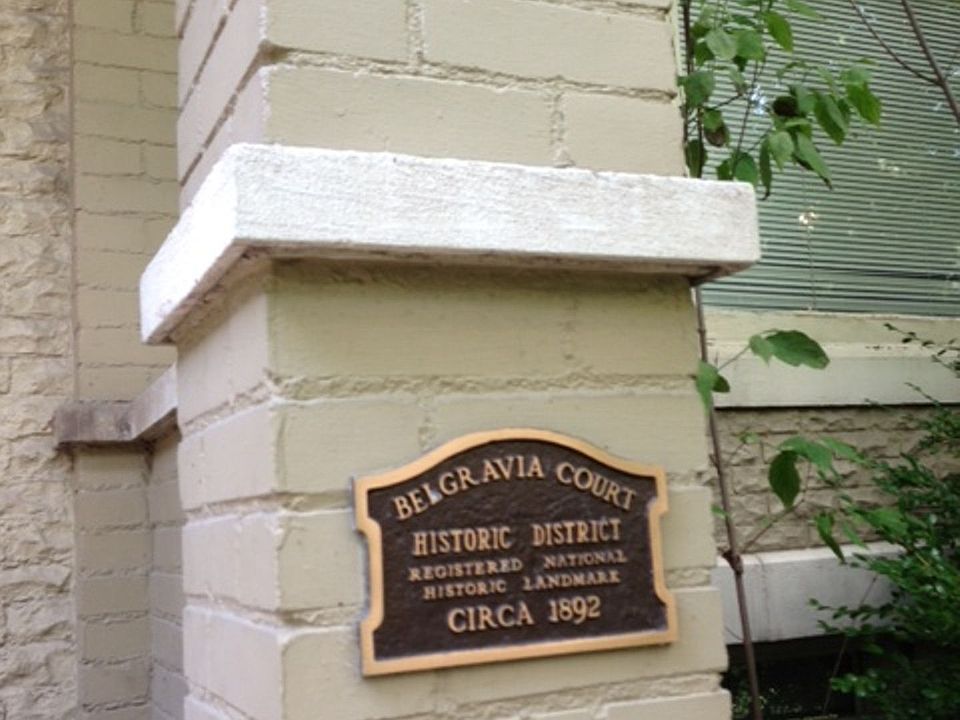 BELGRAVIA COURT
HISTORIC DISTRICT
REGISTERED NATIONAL
HISTORIC LANDMARK
CIRCA 1892